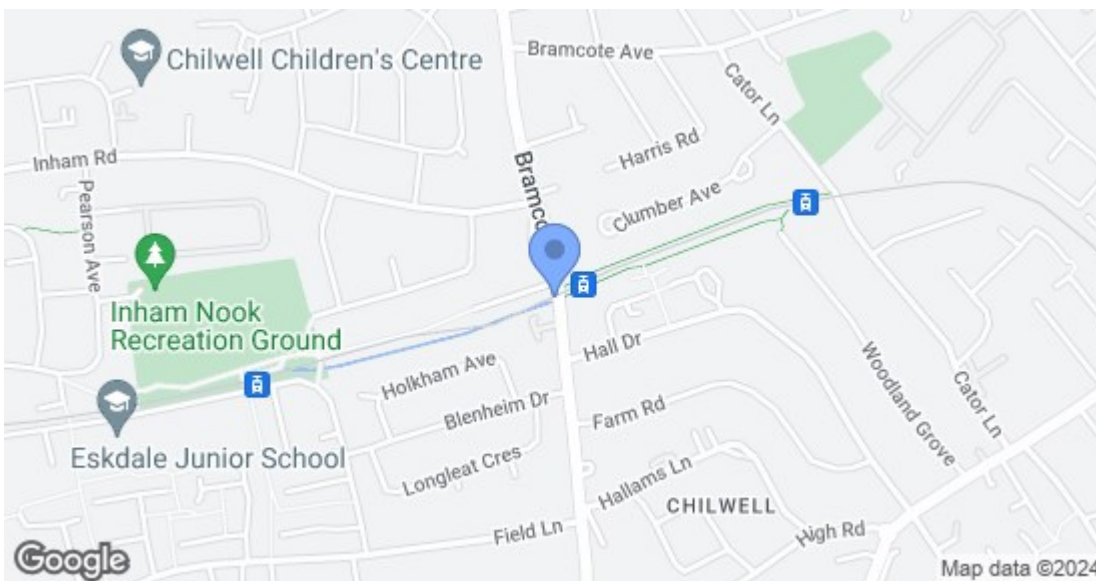 Chilwell Children's Centre
Bramcote Ave
Cator Ln
Harris Rd
Inham Rd
Pearson Ave
Bramco
Clumber Ave
Inham Nook
Recreation Ground
Hall Dr
Holkham Ave
Blenheim Dr
Farm Rd
Woodland Grove
Cator Ln
Eskdale Junior School
Longleat Cres
Hallams Ln
CHILWELL
Field Ln
High Rd
Google
Map data ©2024